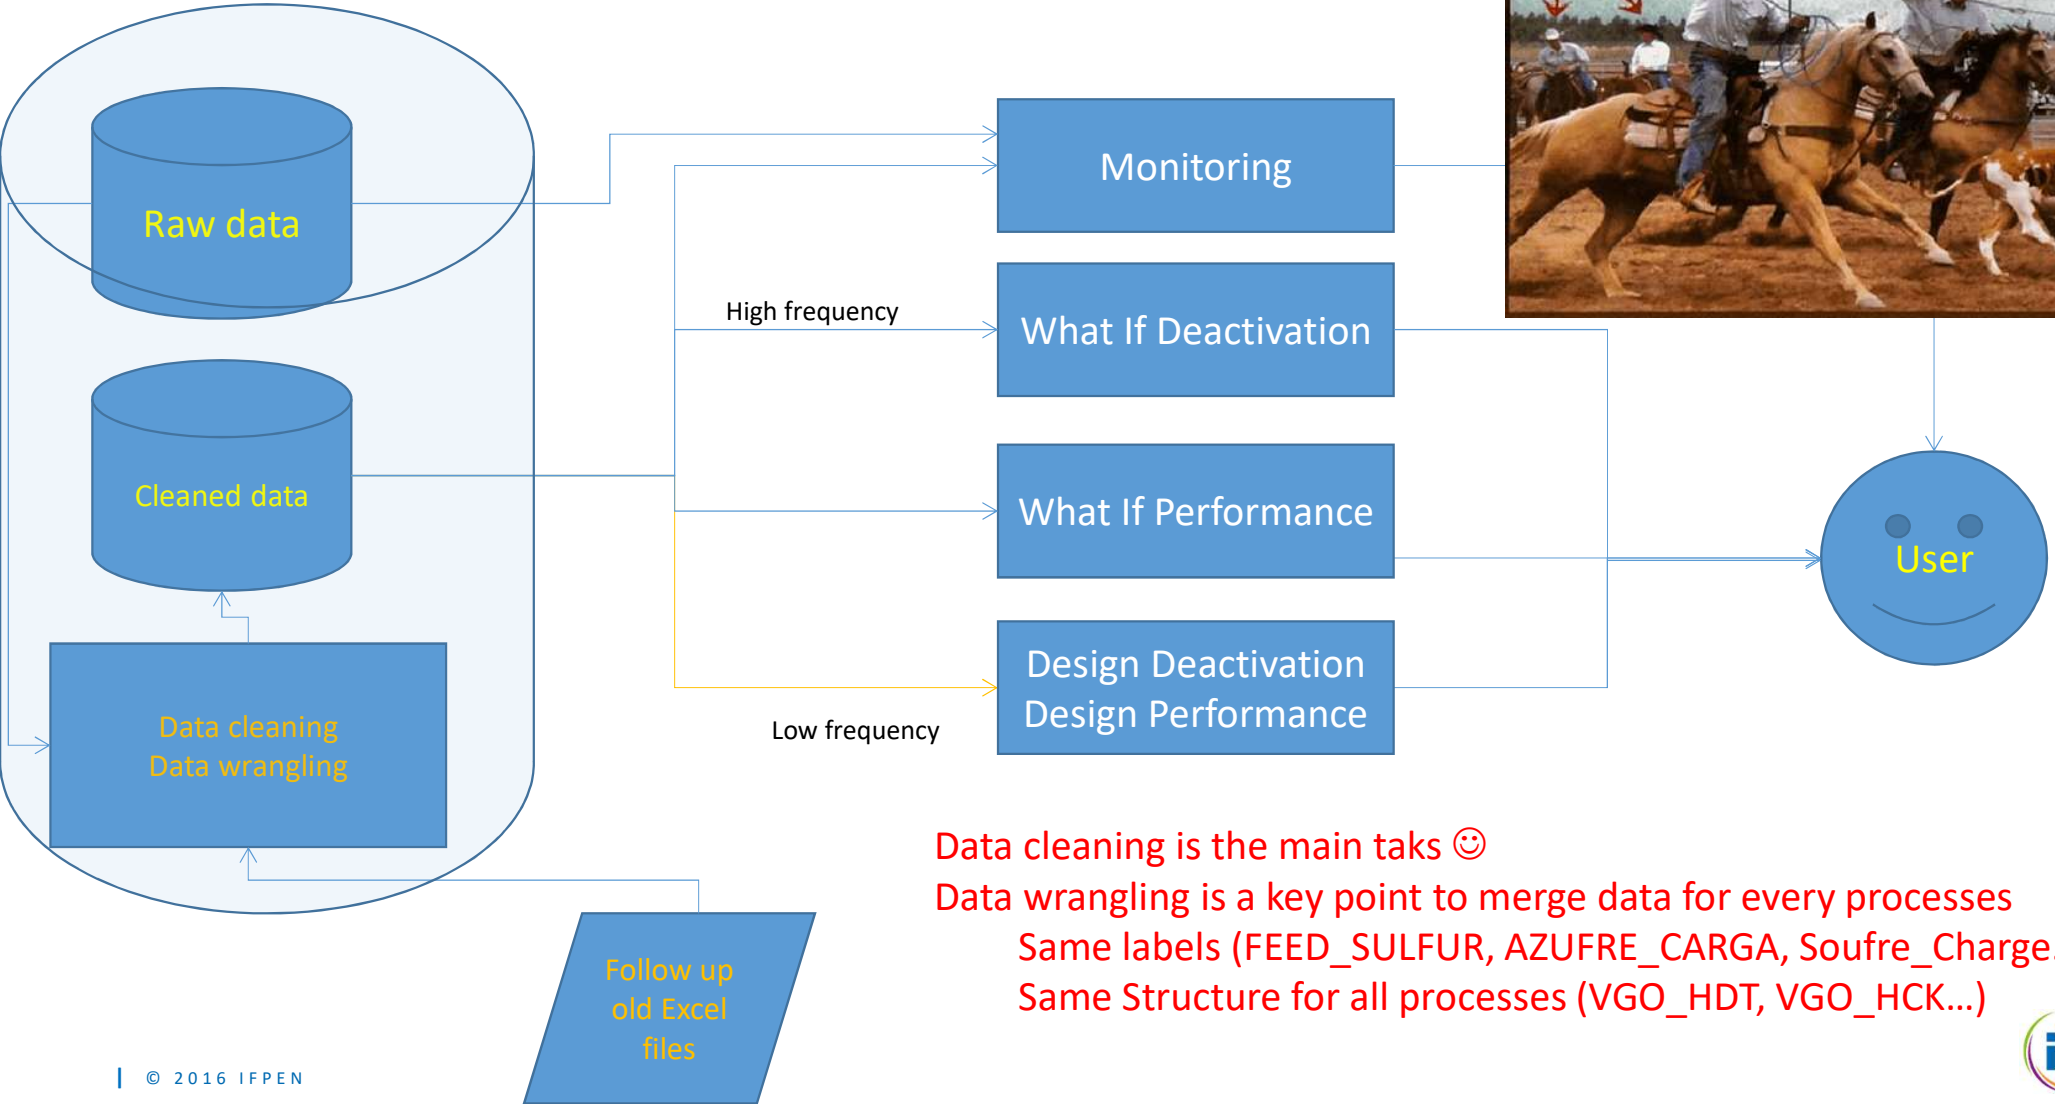 Raw data
Cleaned data
Data cleaning
Data wrangling
Follow up
old Excel
files
High frequency
Low frequency
Monitoring
What If Deactivation
What If Performance
Design Deactivation
Design Performance
User
Data cleaning is the main taks ☺
Data wrangling is a key point to merge data for every processes
Same labels (FEED_SULFUR, AZUFRE_CARGA, Soufre_Charge.
Same Structure for all processes (VGO_HDT, VGO_HCK...)
| © 2016 IFPEN